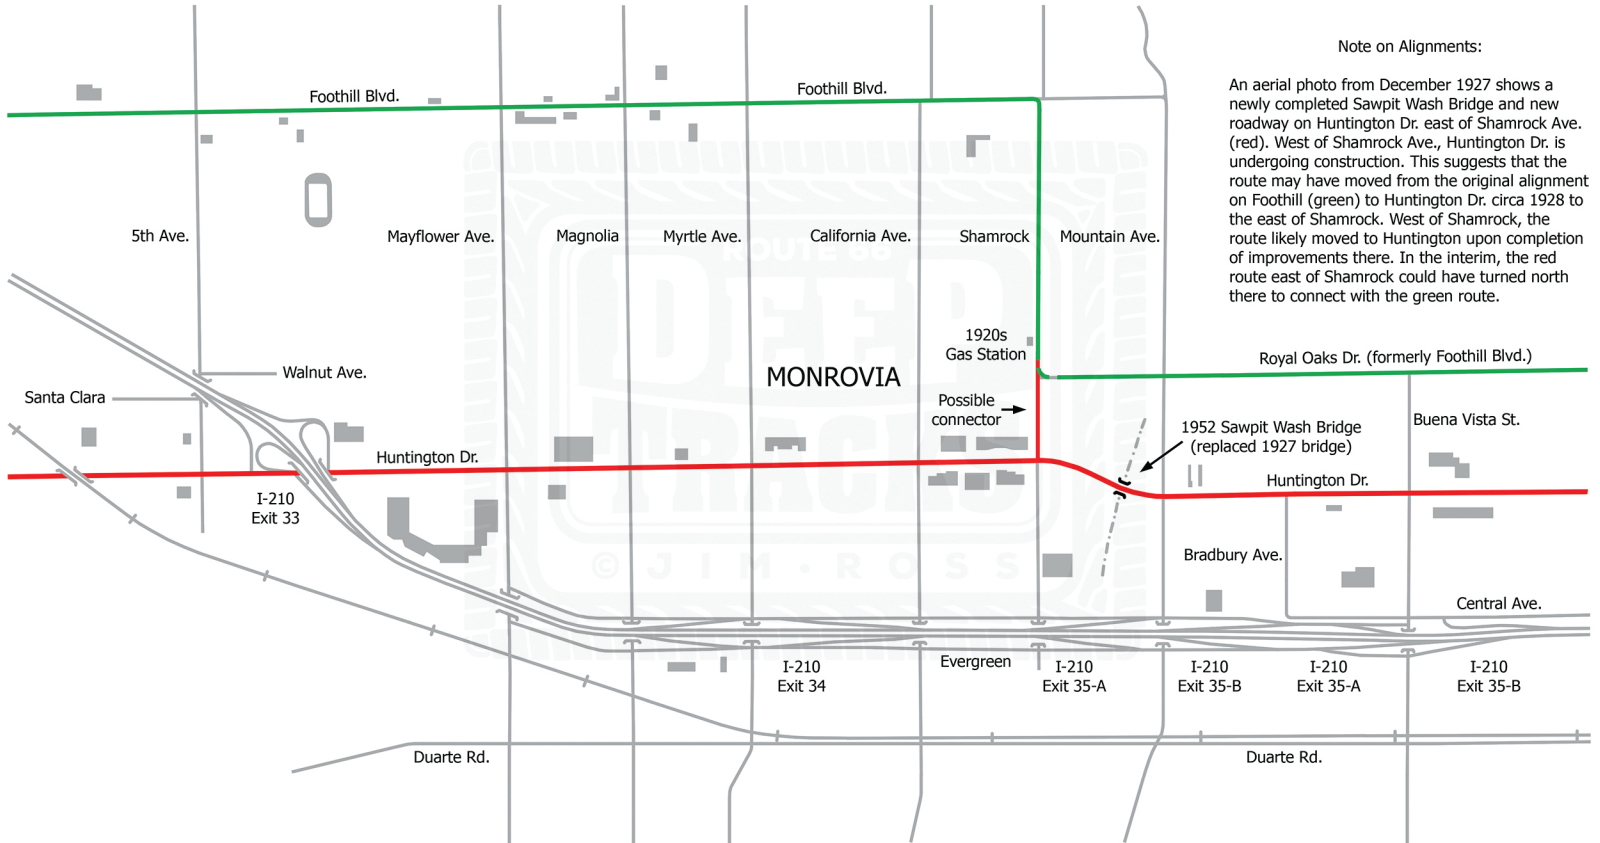 Note on Alignments:
An aerial photo from December 1927 shows a
newly completed Sawpit Wash Bridge and new
roadway on Huntington Dr. east of Shamrock Ave.
(red). West of Shamrock Ave., Huntington Dr. is
undergoing construction. This suggests that the
route may have moved from the original alignment
on Foothill (green) to Huntington Dr. circa 1928 to
the east of Shamrock. West of Shamrock, the
route likely moved to Huntington upon completion
of improvements there. In the interim, the red
route east of Shamrock could have turned north
there to connect with the green route.
Foothill Blvd.
Foothill Blvd.
5th Ave.
Mayflower Ave.
Magnolia
Myrtle Ave.
California Ave.
Shamrock
Mountain Ave.
ROUTE 66
DEEP
TRACKS
© JIM • ROSS
1920s
Gas Station
Royal Oaks Dr. (formerly Foothill Blvd.)
Walnut Ave.
Santa Clara
MONROVIA
Possible
connector
1952 Sawpit Wash Bridge
(replaced 1927 bridge)
Buena Vista St.
Huntington Dr.
Huntington Dr.
I-210
Exit 33
Bradbury Ave.
Central Ave.
Evergreen
I-210
Exit 34
I-210
Exit 35-A
I-210
Exit 35-B
I-210
Exit 35-A
I-210
Exit 35-B
Duarte Rd.
Duarte Rd.